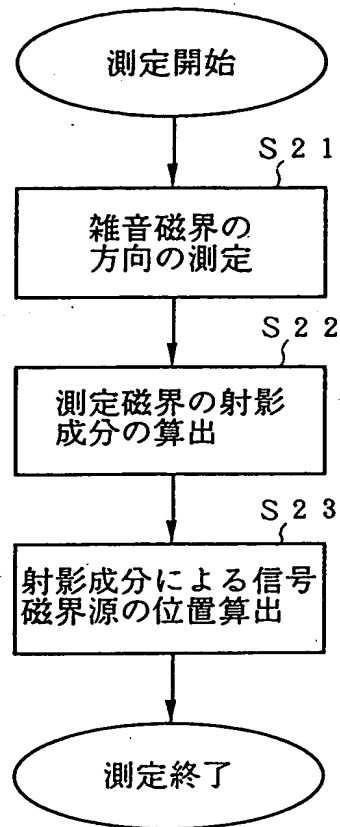 測定開始
S21
雑音磁界の
方向の測定
S22
測定磁界の射影
成分の算出
S23
射影成分による信号
磁界源の位置算出
測定終了